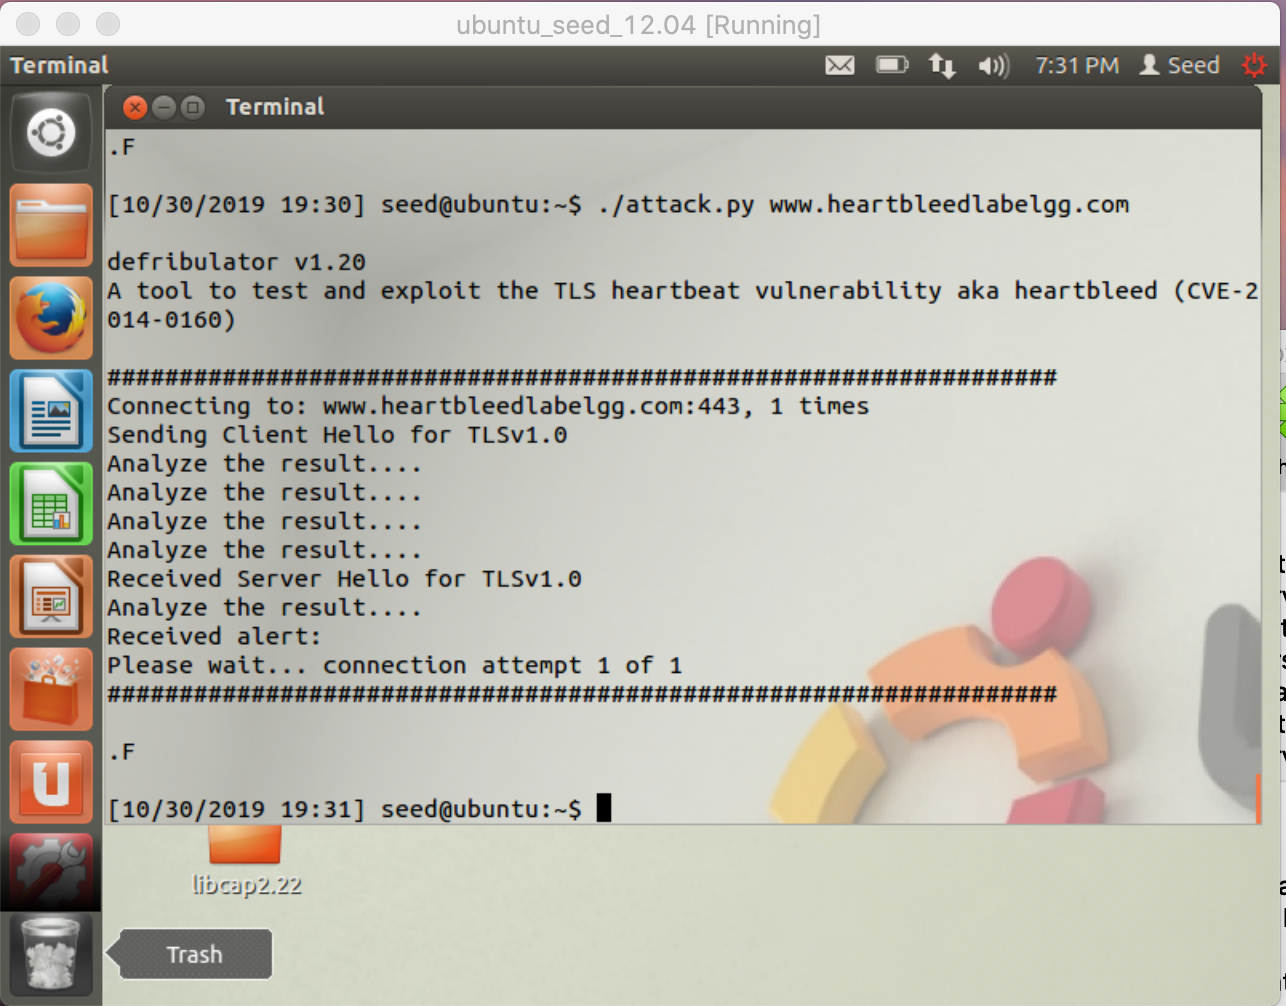 ubuntu_seed_12.04 [Running]
Terminal
7:31 PM Seed
Terminal
.F
[10/30/2019 19:30] seed@ubuntu:~$ ./attack.py www.heartbleedlabelgg.com
defribulator v1.20
A tool to test and exploit the TLS heartbeat vulnerability aka heartbleed (CVE-2
014-0160)
##################################################################
Connecting to: www.heartbleedlabelgg.com:443, 1 times
Sending Client Hello for TLSv1.0
Analyze the result....
Analyze the result....
Analyze the result....
Analyze the result....
Received Server Hello for TLSv1.0
Analyze the result....
Received alert:
Please wait... connection attempt 1 of 1
##################################################################
.F
[10/30/2019 19:31] seed@ubuntu:~$
libcap2.22
Trash